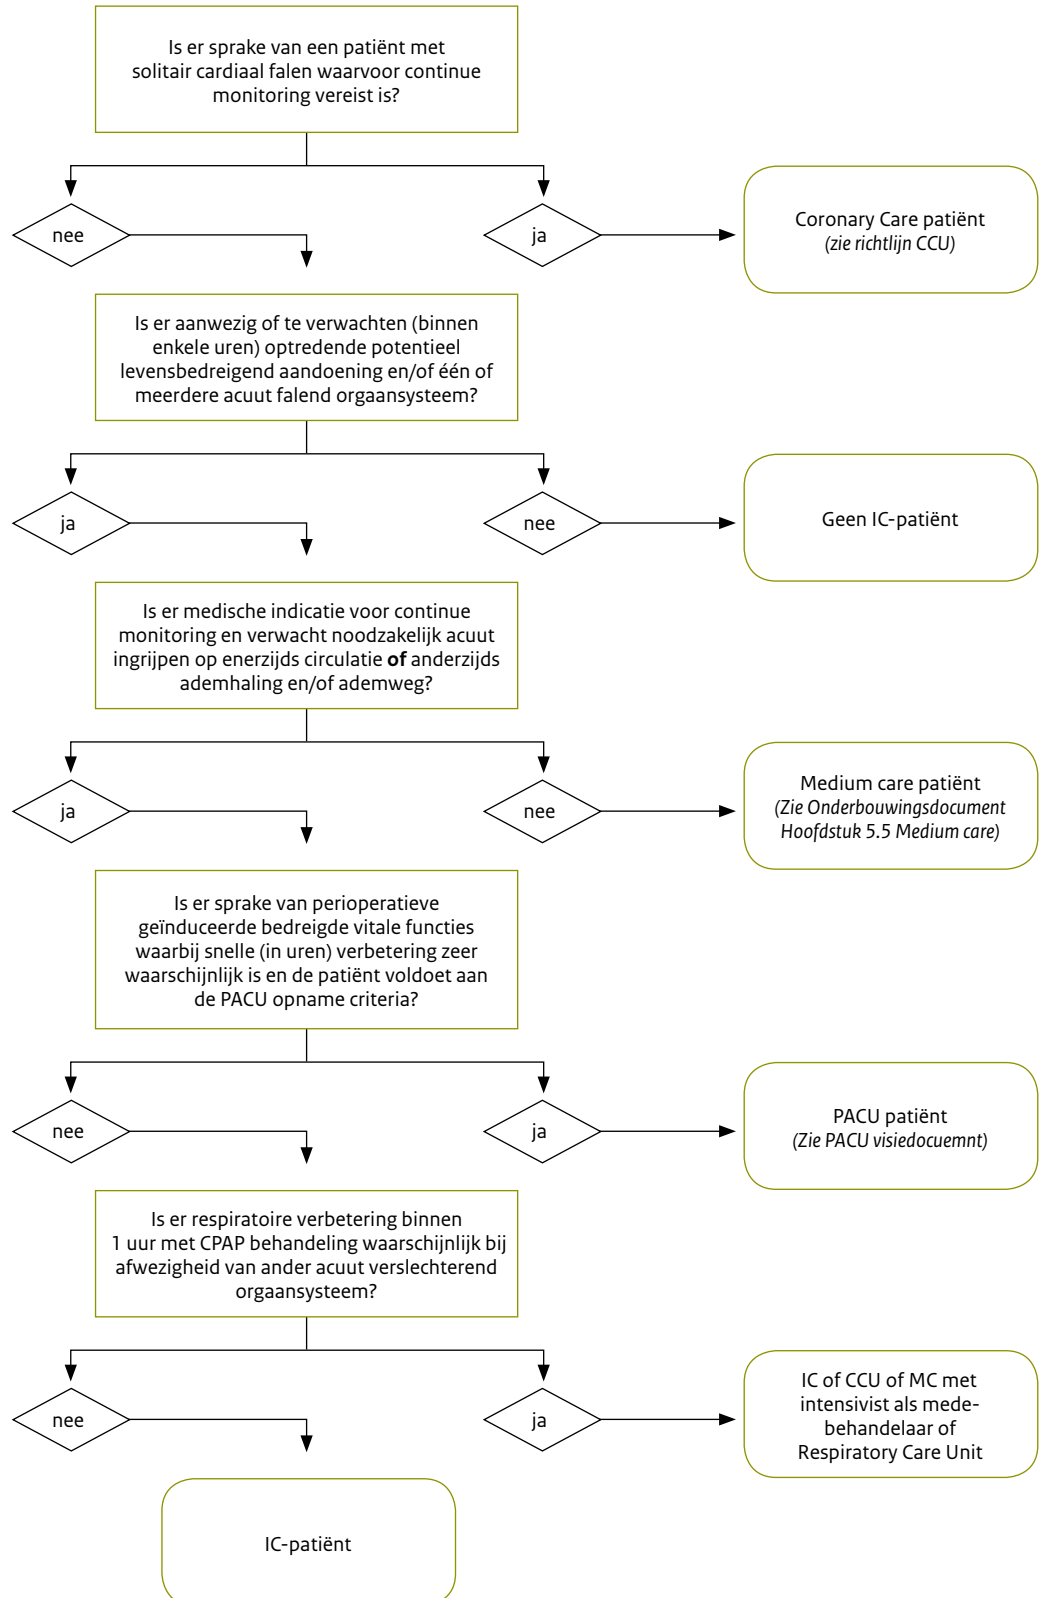 Is er sprake van een patiënt met
solitair cardiaal falen waarvoor continue
monitoring vereist is?
nee
ja
Coronary Care patiënt
(zie richtlijn CCU)
Is er aanwezig of te verwachten (binnen
enkele uren) optredende potentieel
levensbedreigend aandoening en/of één of
meerdere acuut falend orgaansysteem?
ja
nee
Geen IC-patiënt
Is er medische indicatie voor continue
monitoring en verwacht noodzakelijk acuut
ingrijpen op enerzijds circulatie of anderzijds
ademhaling en/of ademweg?
ja
nee
Medium care patiënt
(Zie Onderbouwingsdocument
Hoofdstuk 5.5 Medium care)
Is er sprake van perioperatieve
geïnduceerde bedreigde vitale functies
waarbij snelle (in uren) verbetering zeer
waarschijnlijk is en de patiënt voldoet aan
de PACU opname criteria?
nee
ja
PACU patiënt
(Zie PACU visiedocuemnt)
Is er respiratoire verbetering binnen
1 uur met CPAP behandeling waarschijnlijk bij
afwezigheid van ander acuut verslechterend
orgaansysteem?
nee
ja
IC of CCU of MC met
intensivist als mede-
behandelaar of
Respiratory Care Unit
IC-patiënt